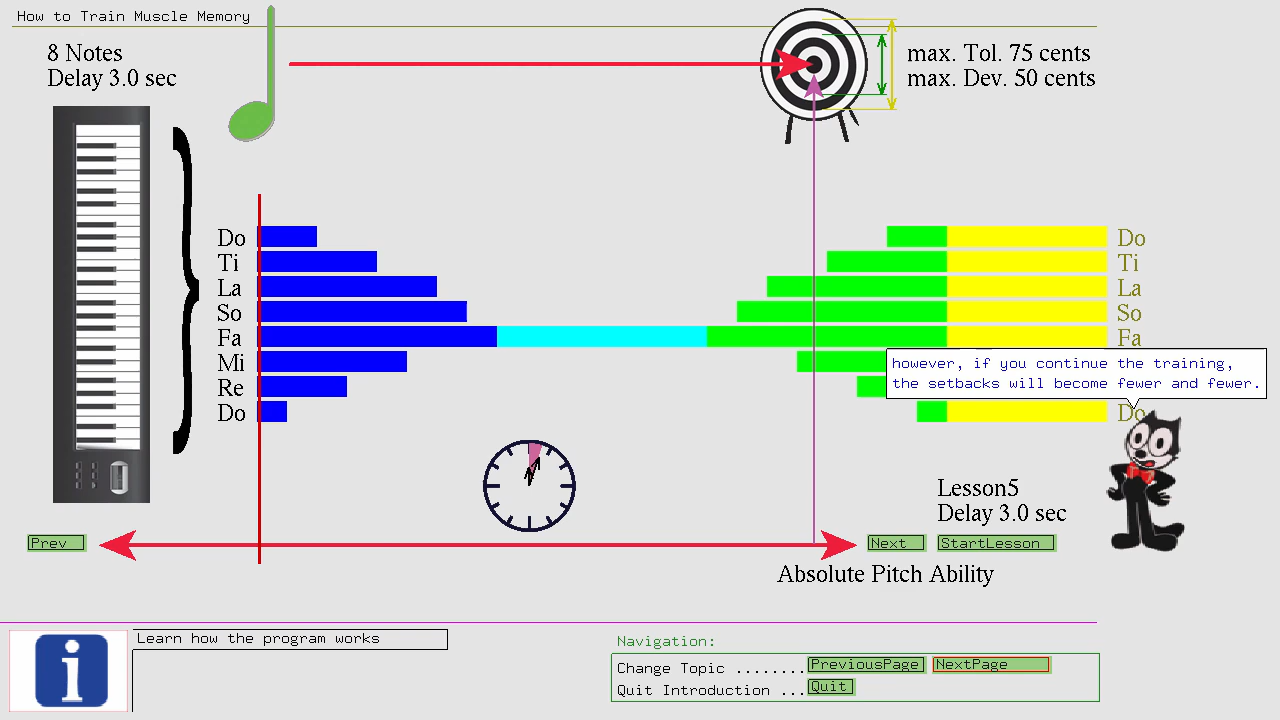 How to Train Muscle Memory
8 Notes
Delay 3.0 sec
max. Tol. 75 cents
max. Dev. 50 cents
Do
Ti
La
So
Fa
Mi
Re
Do
Do
Ti
La
So
Fa
however, if you continue the training,
the setbacks will become fewer and fewer.
Do
Lesson5
Delay 3.0 sec
Prev
Next
StartLesson
Absolute Pitch Ability
Learn how the program works
Navigation:
Change Topic ........PreviousPage NextPage
Quit Introduction ...Quit